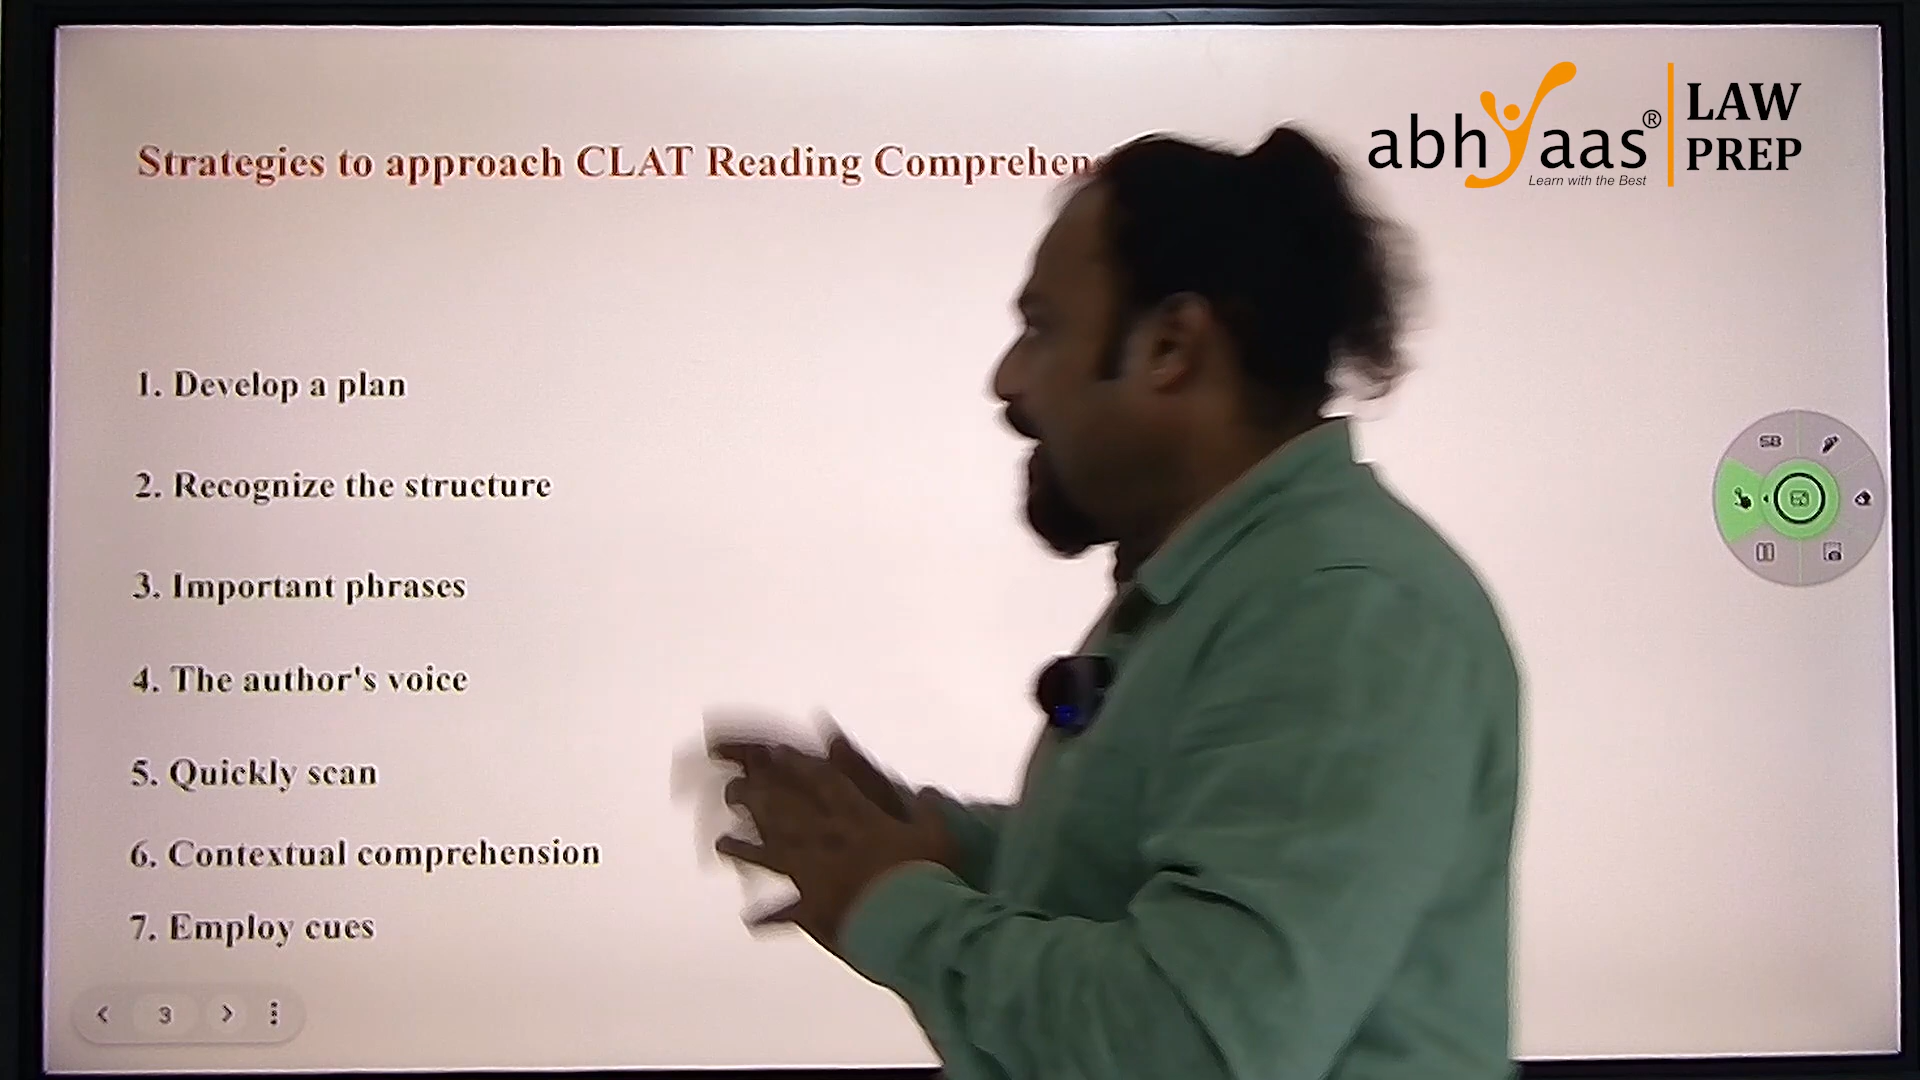 Strategies to approach CLAT Reading Comprehen
abhyaas®
Learn with the Best
LAW
PREP
1. Develop a plan
2. Recognize the structure
3. Important phrases
4. The author's voice
5. Quickly scan
6. Contextual comprehension
7. Employ cues
SB
3